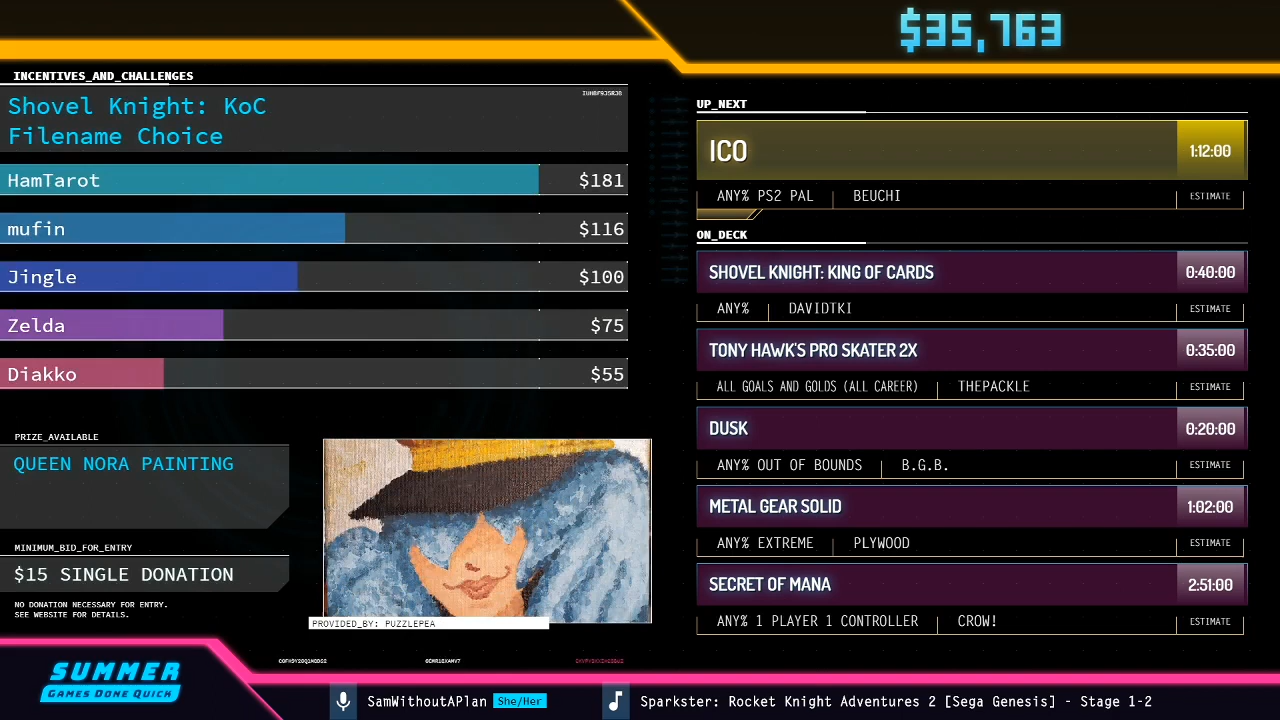 $35,763
INCENTIVES_AND_CHALLENGES
Shovel Knight: KoC
Filename Choice
HamTarot $181
mufin $116
Jingle $100
Zelda $75
Diakko $55
PRIZE_AVAILABLE
QUEEN NORA PAINTING
MINIMUM_BID_FOR_ENTRY
$15 SINGLE DONATION
NO DONATION NECESSARY FOR ENTRY.
SEE WEBSITE FOR DETAILS.
PROVIDED_BY: PUZZLEPEA
UP_NEXT
ICO 1:12:00
ANY% PS2 PAL BEUCHI ESTIMATE
ON_DECK
SHOVEL KNIGHT: KING OF CARDS 0:40:00
ANY% DAVIDTKI ESTIMATE
TONY HAWK'S PRO SKATER 2X 0:35:00
ALL GOALS AND GOLDS (ALL CAREER) THEPACKLE ESTIMATE
DUSK 0:20:00
ANY% OUT OF BOUNDS B.G.B. ESTIMATE
METAL GEAR SOLID 1:02:00
ANY% EXTREME PLYWOOD ESTIMATE
SECRET OF MANA 2:51:00
ANY% 1 PLAYER 1 CONTROLLER CROW! ESTIMATE
SUMMER
GAMES DONE QUICK
SamWithoutAPlan She/Her
Sparkster: Rocket Knight Adventures 2 [Sega Genesis] - Stage 1-2